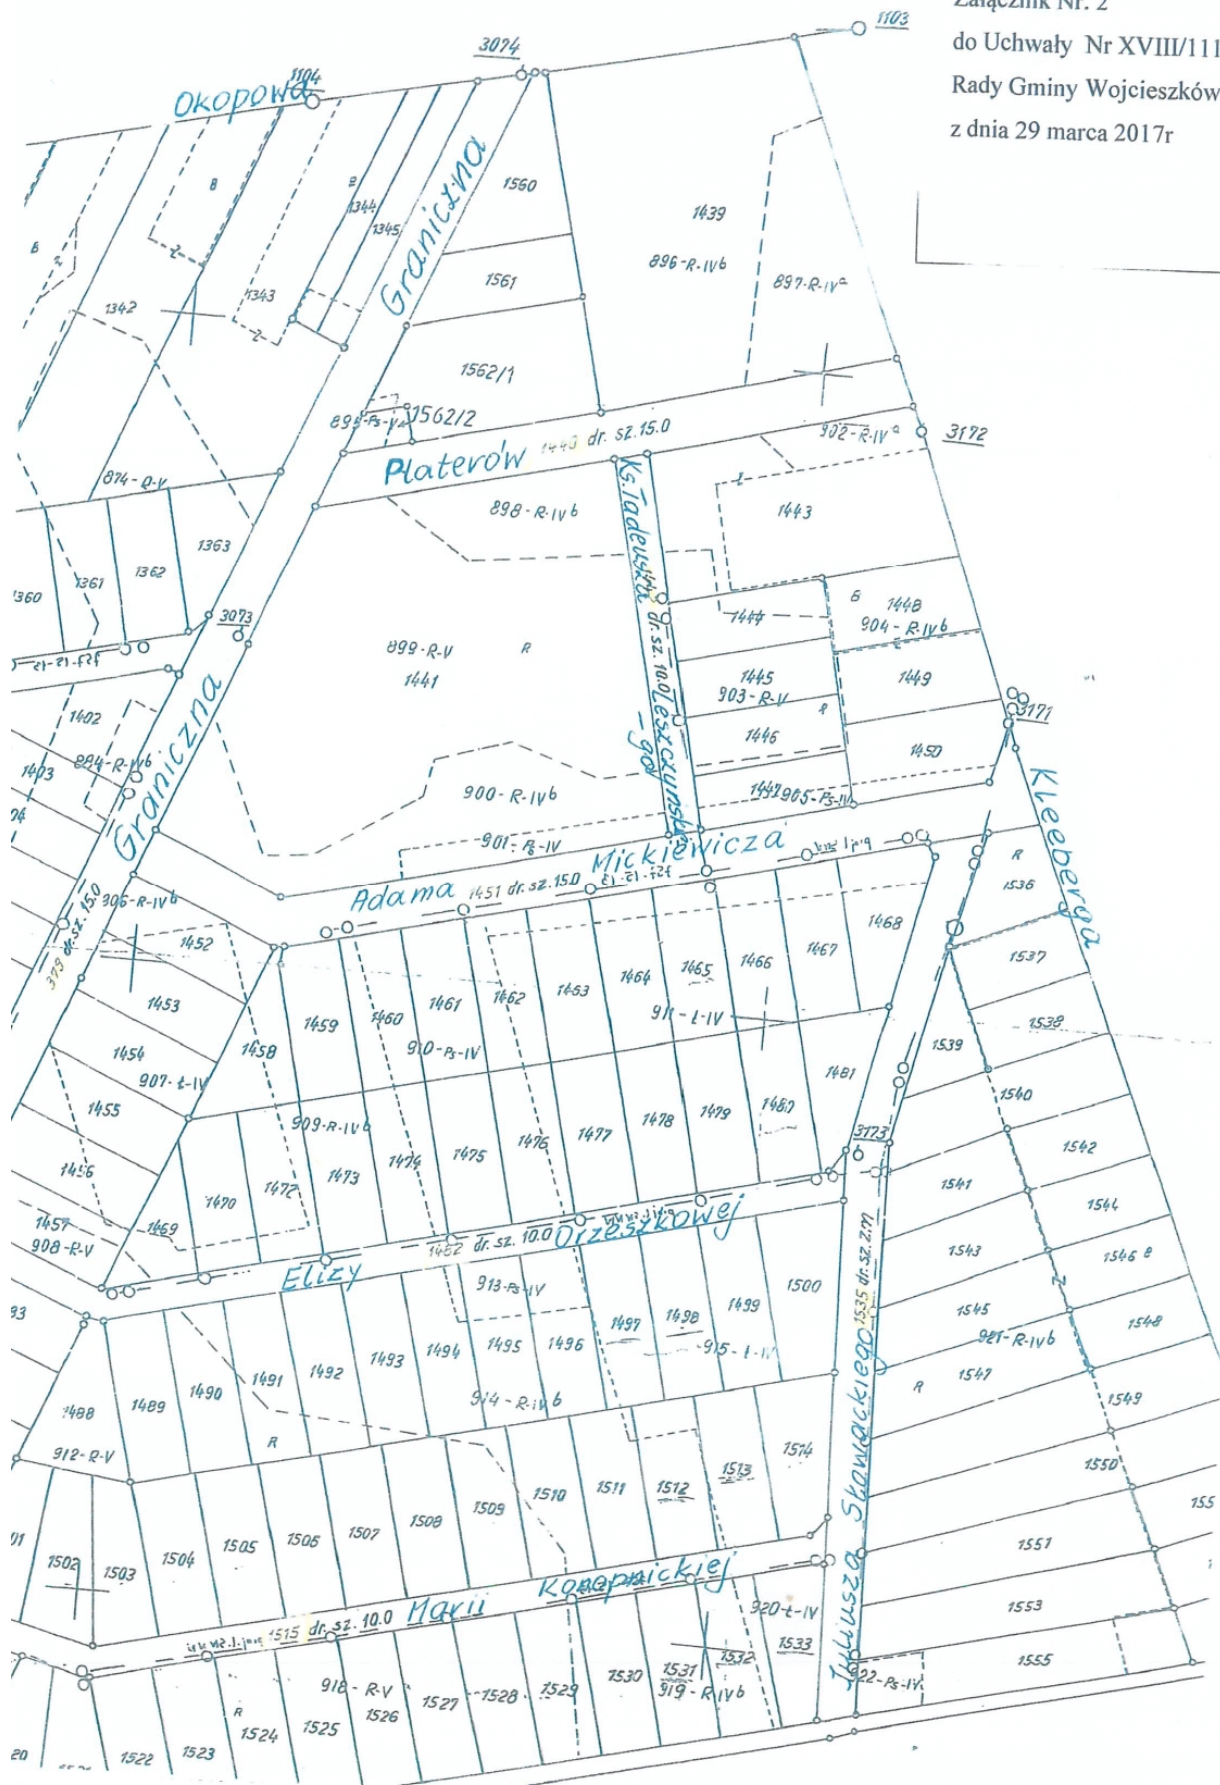 Załącznik Nr. 2
do Uchwały Nr XVIII/111
Rady Gminy Wojcieszków
z dnia 29 marca 2017r
1103
3074
1104
Okopowa
Graniczna
B
B
1344
1345
1560
1439
896-R-IVb
897-R-IVa
1561
1342
1343
1562/1
1562/2
Platerów
1440 dr. sz. 15.0
902-R-IVa
3172
874-R-V
898-R-IVb
Ks. Tadeusza
1443
1363
1362
1361
1360
3073
1444
B
1448
904-R-IVb
dr. sz. 10.0
899-R-V
R
1441
1445
903-R-V
1449
R
1446
1450
3171
Kleeberga
1402
894-R-IVb
1403
Graniczna
-go
900-R-IVb
1447
905-Ps-IV
901-Ps-IV
Mickiewicza
Adama
1451 dr. sz. 15.0
R
1536
906-R-IVb
379 dr. sz. 15.0
1452
1453
1454
907-Ł-IV
1455
1456
1457
908-R-V
1458
1459
1460
1461
1462
1463
1464
1465
1466
1467
1468
1537
1538
1539
1540
910-Ps-IV
911-Ł-IV
1481
909-R-IVb
1469
1470
1472
1473
1474
1475
1476
1477
1478
1479
3173
1541
1542
1543
1544
1545
1546
1547
1548
921-R-IVb
R
1549
1550
Elizy
1482 dr. sz. 10.0
Orzeszkowej
913-Ps-IV
1488
1489
1490
1491
1492
1493
1494
1495
1496
1497
1498
1499
1500
914-R-IVb
912-R-V
R
1535 dr. sz. zm
Juliusza Słowackiego
1502
1503
1504
1505
1506
1507
1508
1509
1510
1511
1512
1513
1514
1551
1553
1555
Marii
Konopnickiej
1515 dr. sz. 10.0
920-Ł-IV
1533
1532
1531
919-R-IVb
1530
1529
1528
1527
918-R-V
1526
1525
R
1524
1523
1522
922-Ps-IV